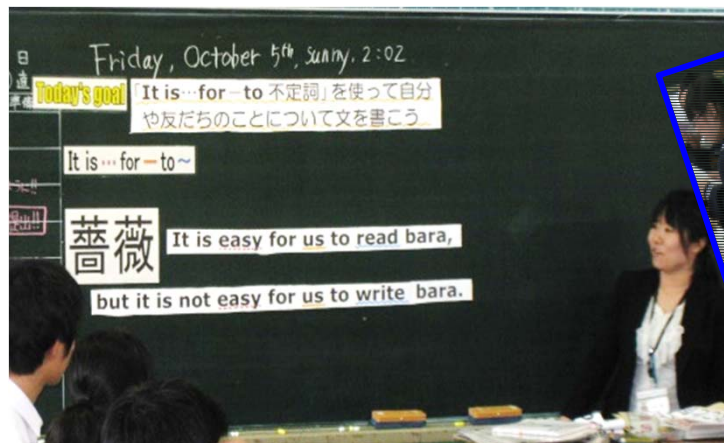 日
直
Friday, October 5th, sunny. 2:02
Today's goal
「It is…for―to 不定詞」を使って自分
や友だちのことについて文を書こう
It is … for ― to ~
薔薇
It is easy for us to read bara,
but it is not easy for us to write bara.